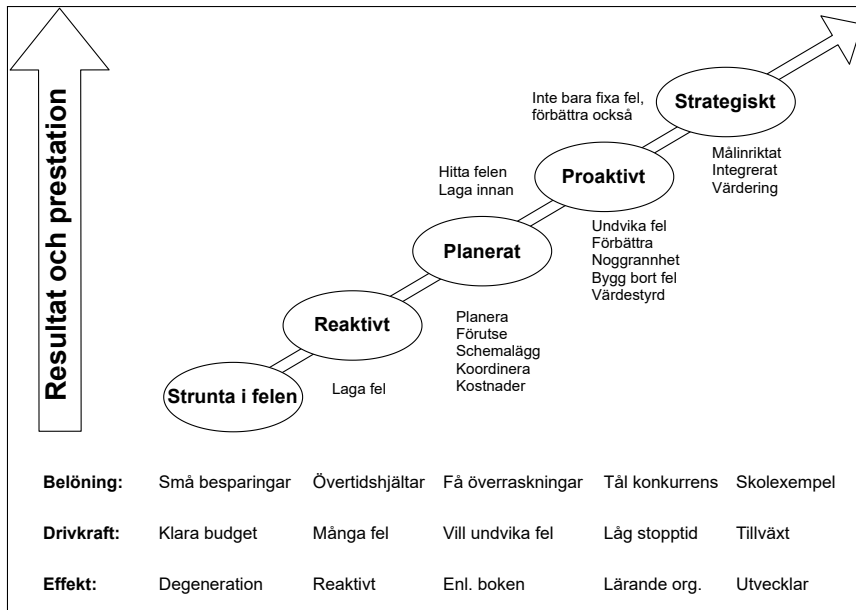 Resultat och prestation
Inte bara fixa fel,
förbättra också
Strategiskt
Målinriktat
Integrerat
Värdering
Hitta felen
Laga innan
Proaktivt
Undvika fel
Förbättra
Noggrannhet
Bygg bort fel
Värdestyrd
Planerat
Planera
Förutse
Schemalägg
Koordinera
Kostnader
Reaktivt
Laga fel
Strunta i felen
Belöning: Små besparingar Övertidshjältar Få överraskningar Tål konkurrens Skolexempel
Drivkraft: Klara budget Många fel Vill undvika fel Låg stopptid Tillväxt
Effekt: Degeneration Reaktivt Enl. boken Lärande org. Utvecklar